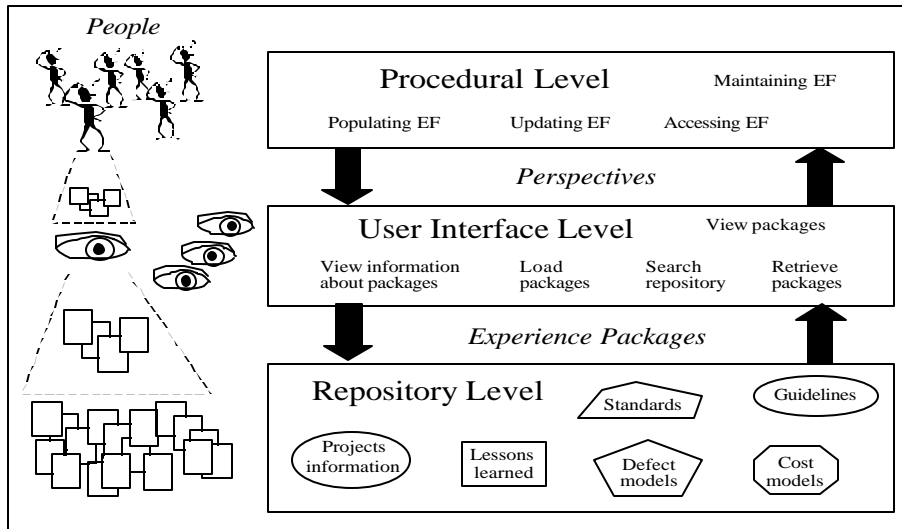 People
Procedural Level
Maintaining EF
Populating EF
Updating EF
Accessing EF
Perspectives
User Interface Level
View packages
View information
about packages
Load
packages
Search
repository
Retrieve
packages
Experience Packages
Repository Level
Standards
Guidelines
Projects
information
Lessons
learned
Defect
models
Cost
models